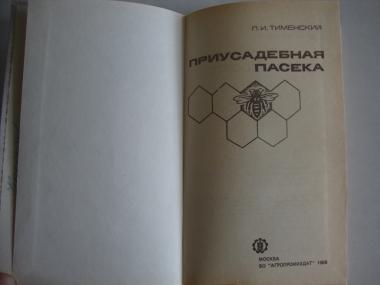 П.И. ТИМЕНСКИЙ
ПРИУСАДЕБНАЯ
ПАСЕКА
МОСКВА
ВО "АГРОПРОМИЗДАТ" 1988